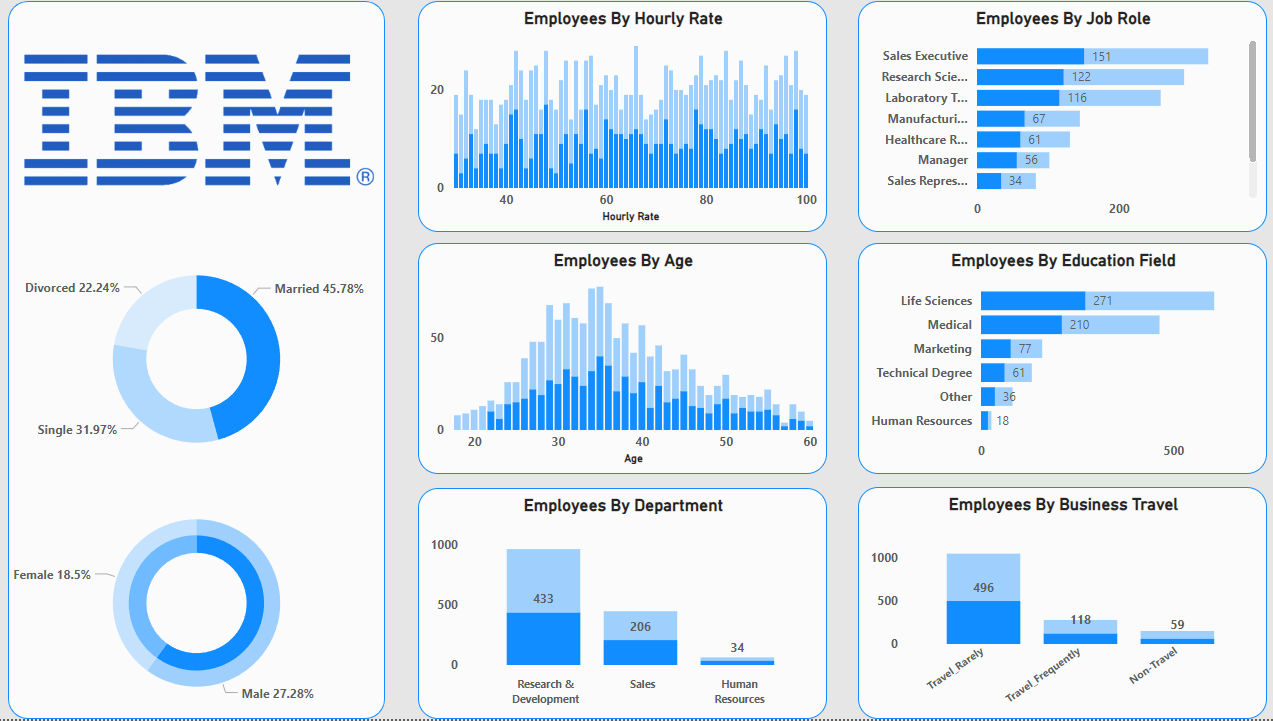 IBM®
Divorced 22.24%
Married 45.78%
Single 31.97%
Female 18.5%
Male 27.28%
Employees By Hourly Rate
20
0
40 60 80 100
Hourly Rate
Employees By Age
50
0
20 30 40 50 60
Age
Employees By Department
1000
500
0
433
206
34
Research &
Development
Sales
Human
Resources
Employees By Job Role
Sales Executive 151
Research Scie... 122
Laboratory T... 116
Manufacturi... 67
Healthcare R... 61
Manager 56
Sales Repres... 34
0 200
Employees By Education Field
Life Sciences 271
Medical 210
Marketing 77
Technical Degree 61
Other 36
Human Resources 18
0 500
Employees By Business Travel
1000
500
0
496
118
59
Travel_Rarely
Travel_Frequently
Non-Travel